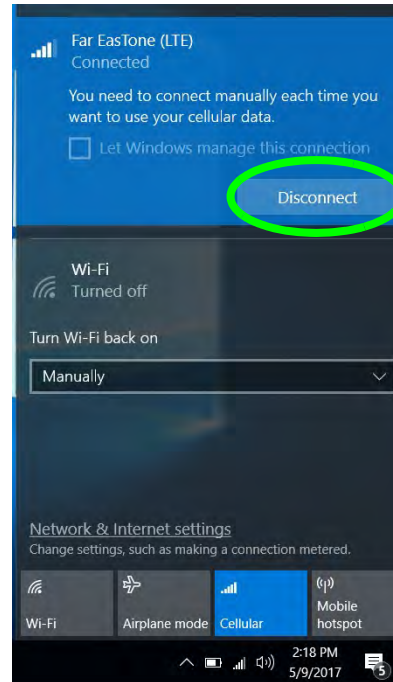 Far EasTone (LTE)
Connected
You need to connect manually each time you
want to use your cellular data.
Let Windows manage this connection
Disconnect
Wi-Fi
Turned off
Turn Wi-Fi back on
Manually
Network & Internet settings
Change settings, such as making a connection metered.
Wi-Fi
Airplane mode
Cellular
Mobile
hotspot
2:18 PM
5/9/2017
5